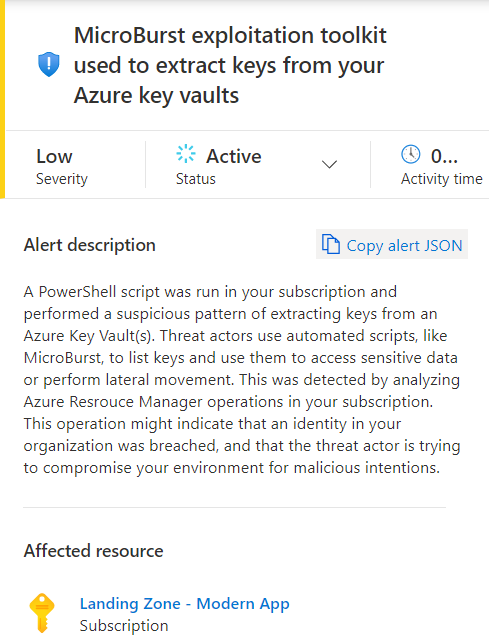 MicroBurst exploitation toolkit
used to extract keys from your
Azure key vaults
Low
Severity
Active
Status
0...
Activity time
Alert description
Copy alert JSON
A PowerShell script was run in your subscription and
performed a suspicious pattern of extracting keys from an
Azure Key Vault(s). Threat actors use automated scripts, like
MicroBurst, to list keys and use them to access sensitive data
or perform lateral movement. This was detected by analyzing
Azure Resrouce Manager operations in your subscription.
This operation might indicate that an identity in your
organization was breached, and that the threat actor is trying
to compromise your environment for malicious intentions.
Affected resource
Landing Zone - Modern App
Subscription